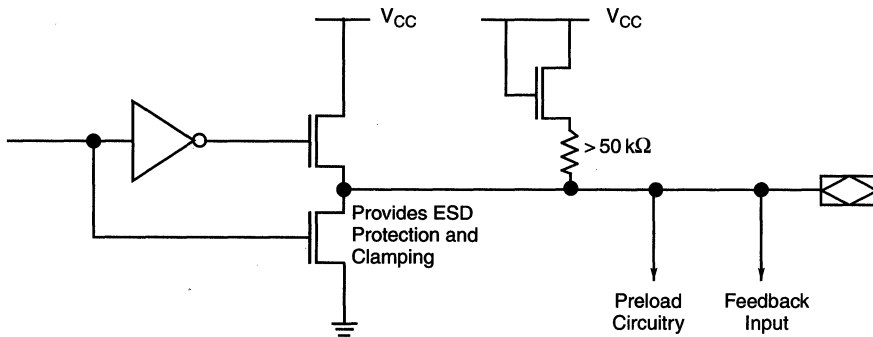 VCC
VCC
> 50 kΩ
Provides ESD
Protection and
Clamping
Preload
Circuitry
Feedback
Input